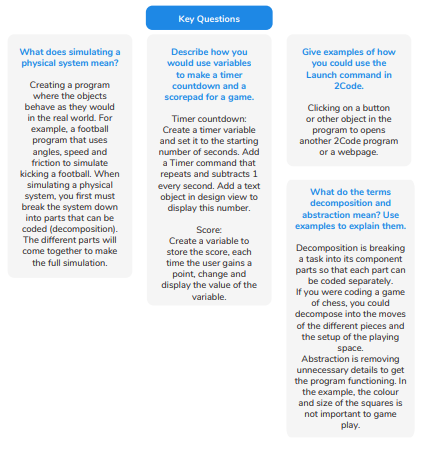 Key Questions
What does simulating a
physical system mean?
Creating a program
where the objects
behave as they would
in the real world. For
example, a football
program that uses
angles, speed and
friction to simulate
kicking a football. When
simulating a physical
system, you first must
break the system down
into parts that can be
coded (decomposition).
The different parts will
come together to make
the full simulation.
Describe how you
would use variables
to make a timer
countdown and a
scorepad for a game.
Timer countdown:
Create a timer variable
and set it to the starting
number of seconds. Add
a Timer command that
repeats and subtracts 1
every second. Add a text
object in design view to
display this number.
Score:
Create a variable to
store the score, each
time the user gains a
point, change and
display the value of the
variable.
Give examples of how
you could use the
Launch command in
2Code.
Clicking on a button
or other object in the
program to opens
another 2Code program
or a webpage.
What do the terms
decomposition and
abstraction mean? Use
examples to explain them.
Decomposition is breaking
a task into its component
parts so that each part can
be coded separately.
If you were coding a game
of chess, you could
decompose into the moves
of the different pieces and
the setup of the playing
space.
Abstraction is removing
unnecessary details to get
the program functioning. In
the example, the colour
and size of the squares is
not important to game
play.